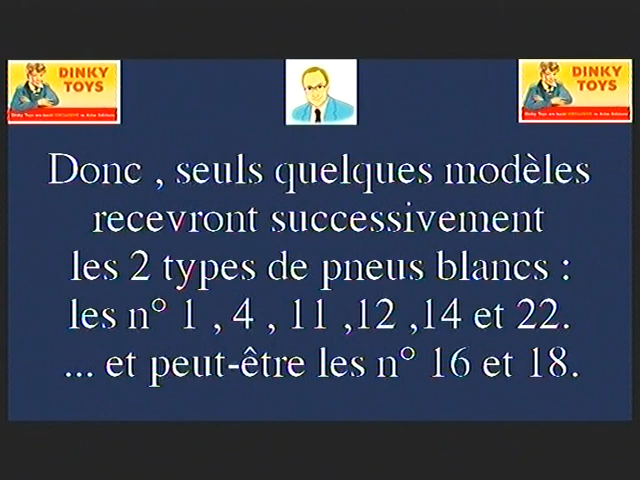 DINKY
TOYS
DINKY
TOYS
Donc , seuls quelques modèles
recevront successivement
les 2 types de pneus blancs :
les n° 1 , 4 , 11 ,12 ,14 et 22.
... et peut-être les n° 16 et 18.